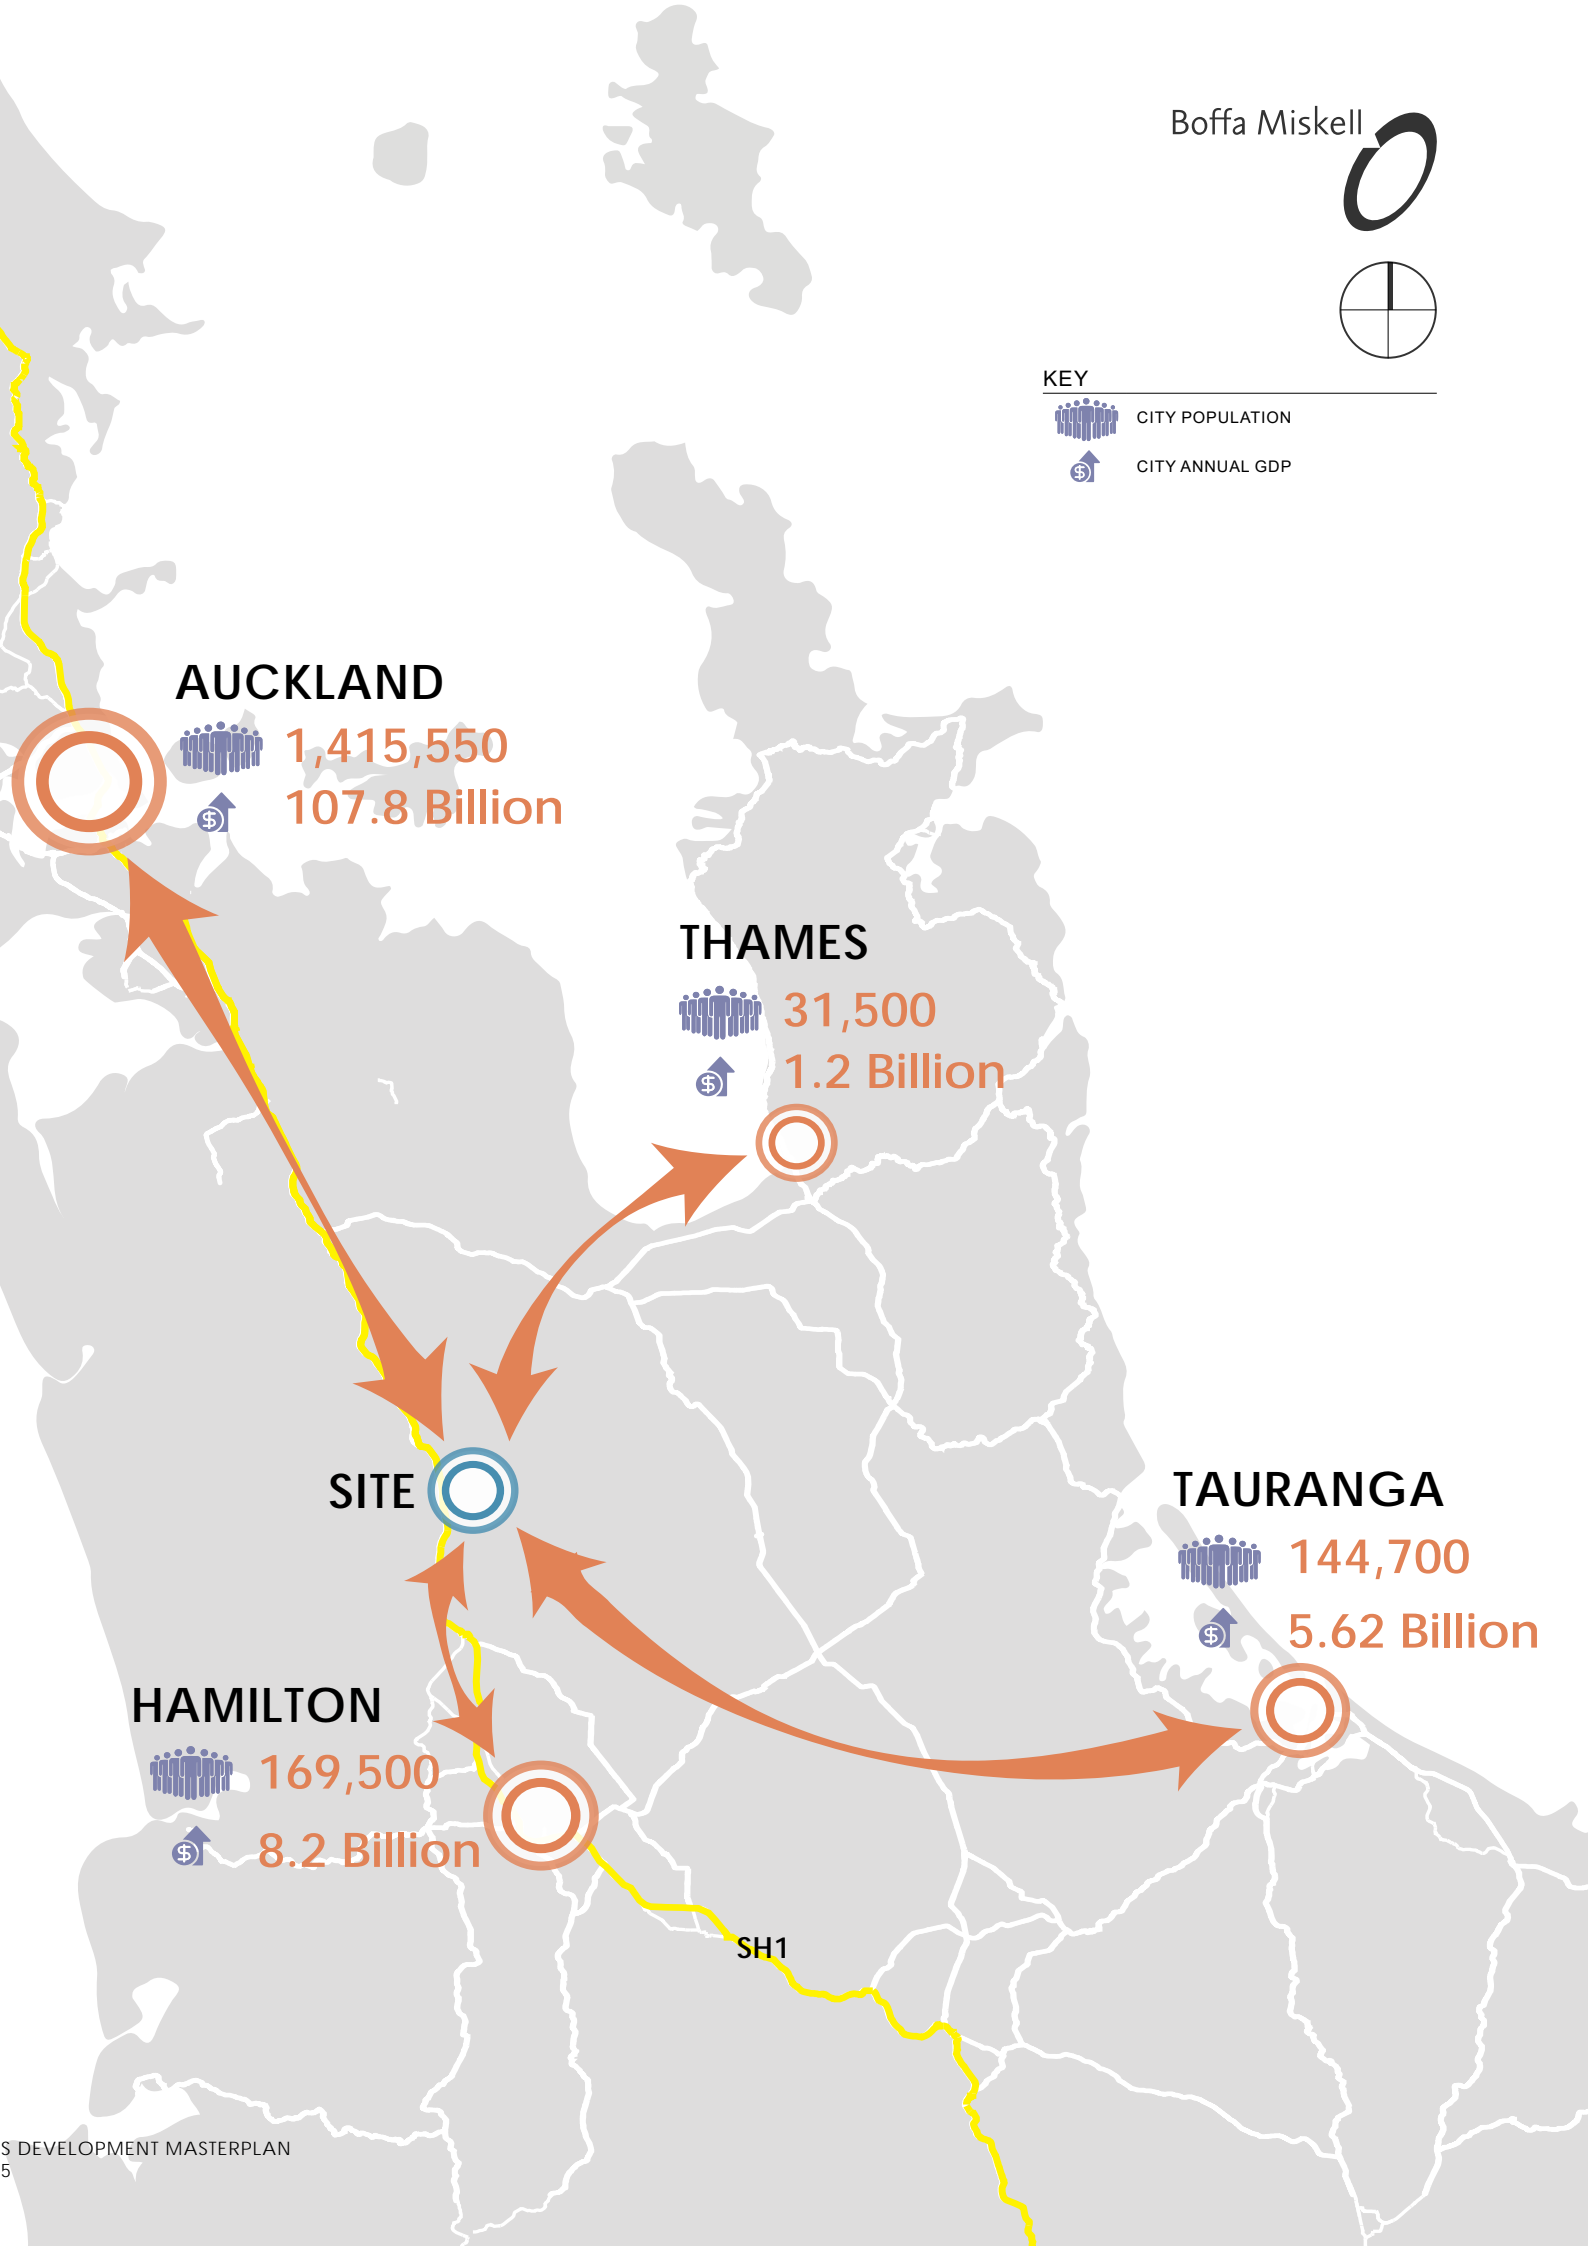 Boffa Miskell
KEY
CITY POPULATION
CITY ANNUAL GDP
AUCKLAND
1,415,550
107.8 Billion
THAMES
31,500
1.2 Billion
SITE
TAURANGA
144,700
5.62 Billion
HAMILTON
169,500
8.2 Billion
SH1
S DEVELOPMENT MASTERPLAN
5